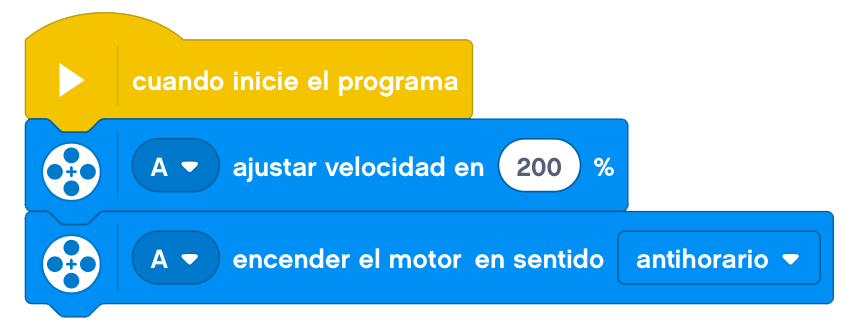 cuando inicie el programa
A ajustar velocidad en 200 %
A encender el motor en sentido antihorario